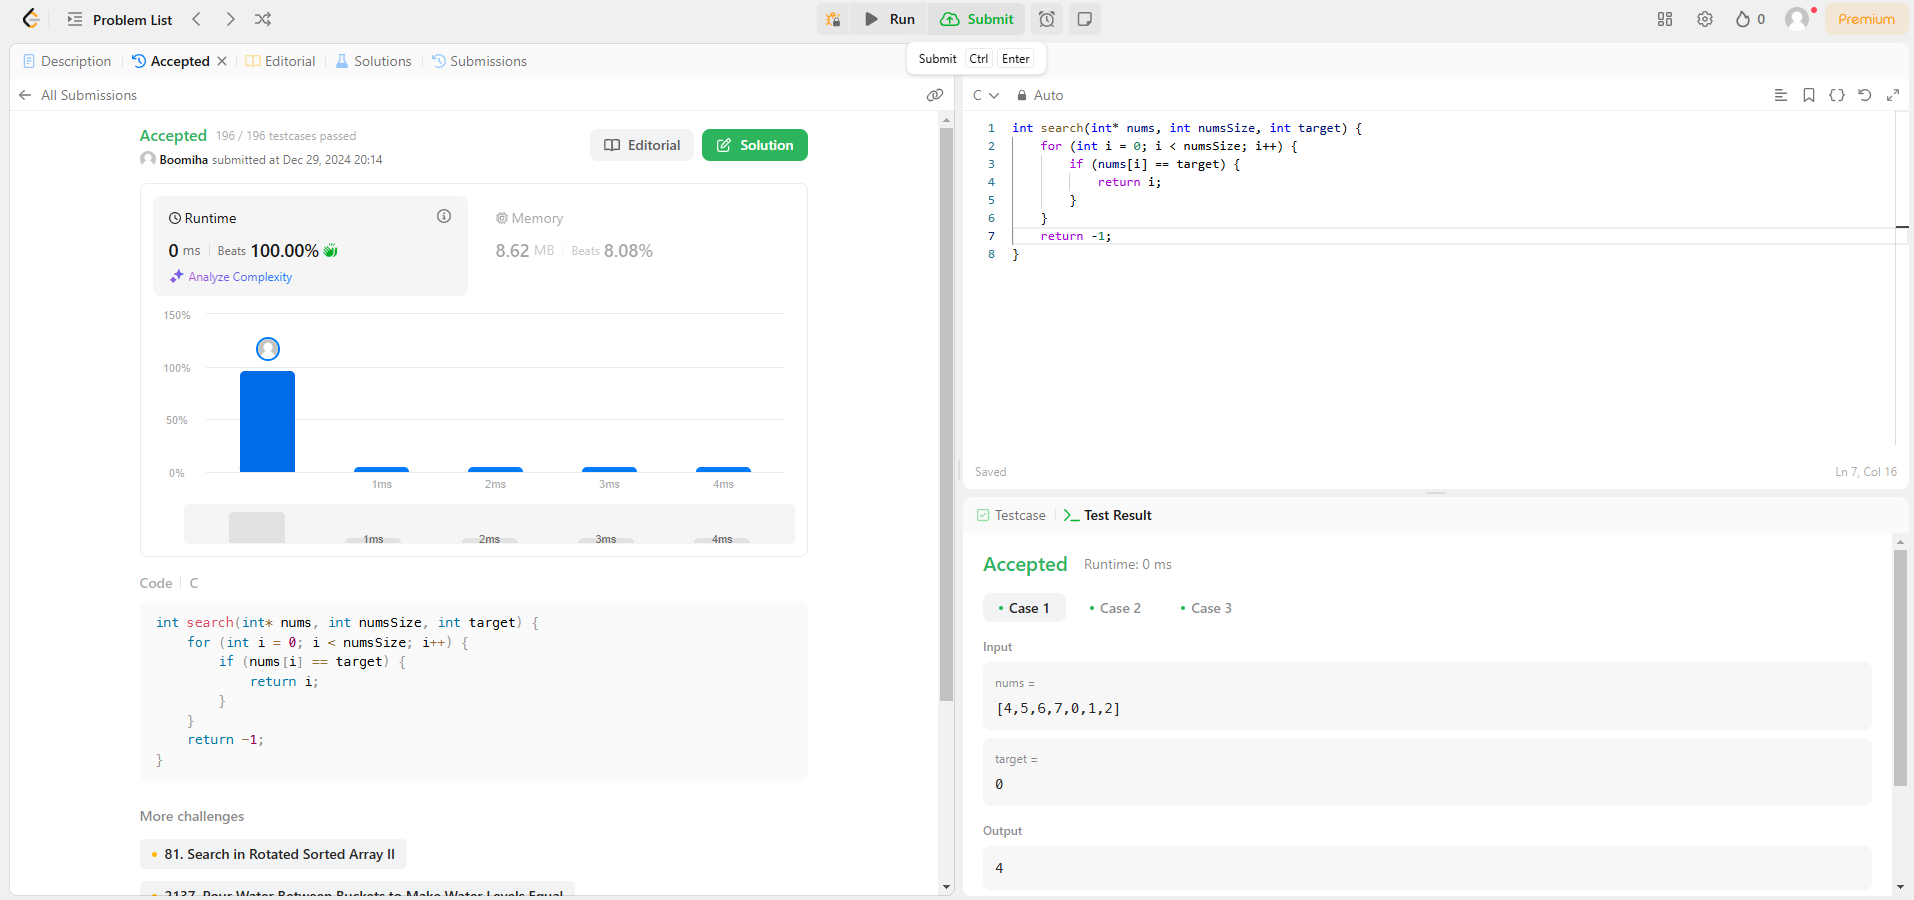 Problem List
Run
Submit
0
Premium
Submit Ctrl Enter
Description
Accepted
Editorial
Solutions
Submissions
All Submissions
Accepted 196 / 196 testcases passed
Boomiha submitted at Dec 29, 2024 20:14
Editorial
Solution
Runtime
0 ms Beats 100.00%
Analyze Complexity
Memory
8.62 MB Beats 8.08%
150%
100%
50%
0%
1ms 2ms 3ms 4ms
1ms 2ms 3ms 4ms
Code C
int search(int* nums, int numsSize, int target) {
for (int i = 0; i < numsSize; i++) {
if (nums[i] == target) {
return i;
}
}
return -1;
}
More challenges
81. Search in Rotated Sorted Array II
2137. Pour Water Between Buckets to Make Water Levels Equal
C
Auto
1 int search(int* nums, int numsSize, int target) {
2 for (int i = 0; i < numsSize; i++) {
3 if (nums[i] == target) {
4 return i;
5 }
6 }
7 return -1;
8 }
Saved
Ln 7, Col 16
Testcase
Test Result
Accepted Runtime: 0 ms
Case 1
Case 2
Case 3
Input
nums =
[4,5,6,7,0,1,2]
target =
0
Output
4